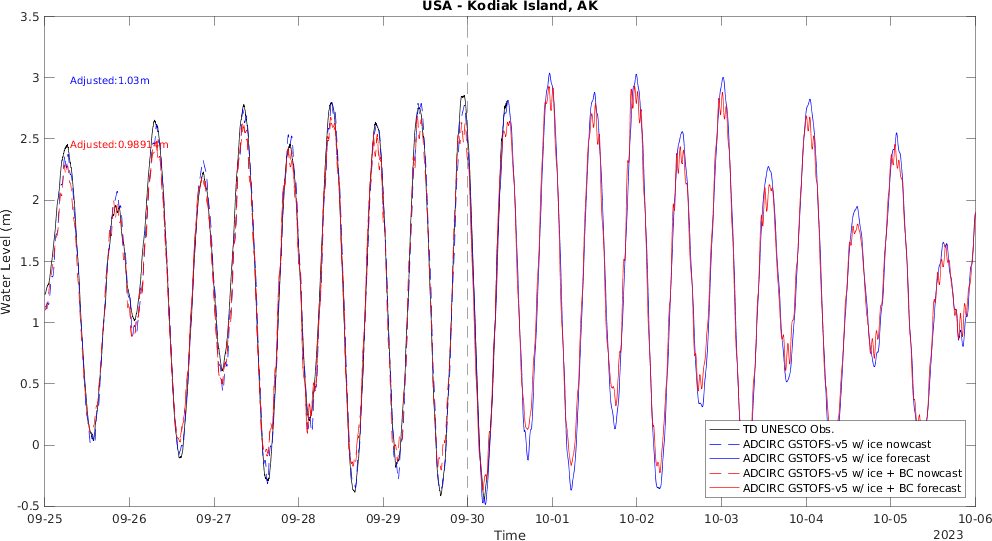 USA - Kodiak Island, AK
3.5
3
2.5
2
1.5
1
0.5
0
-0.5
Water Level (m)
Adjusted:1.03m
TD UNESCO Obs.
ADCIRC GSTOFS-v5 w/ ice nowcast
ADCIRC GSTOFS-v5 w/ ice forecast
ADCIRC GSTOFS-v5 w/ ice + BC nowcast
ADCIRC GSTOFS-v5 w/ ice + BC forecast
09-25 09-26 09-27 09-28 09-29 09-30 10-01 10-02 10-03 10-04 10-05 10-06
Time
2023